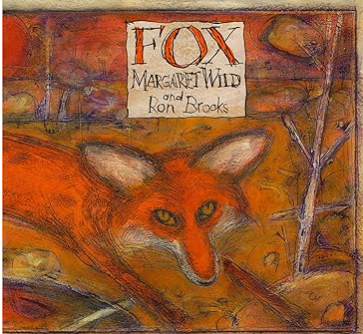 FOX
MARGARET WILD
and
Ron Brooks